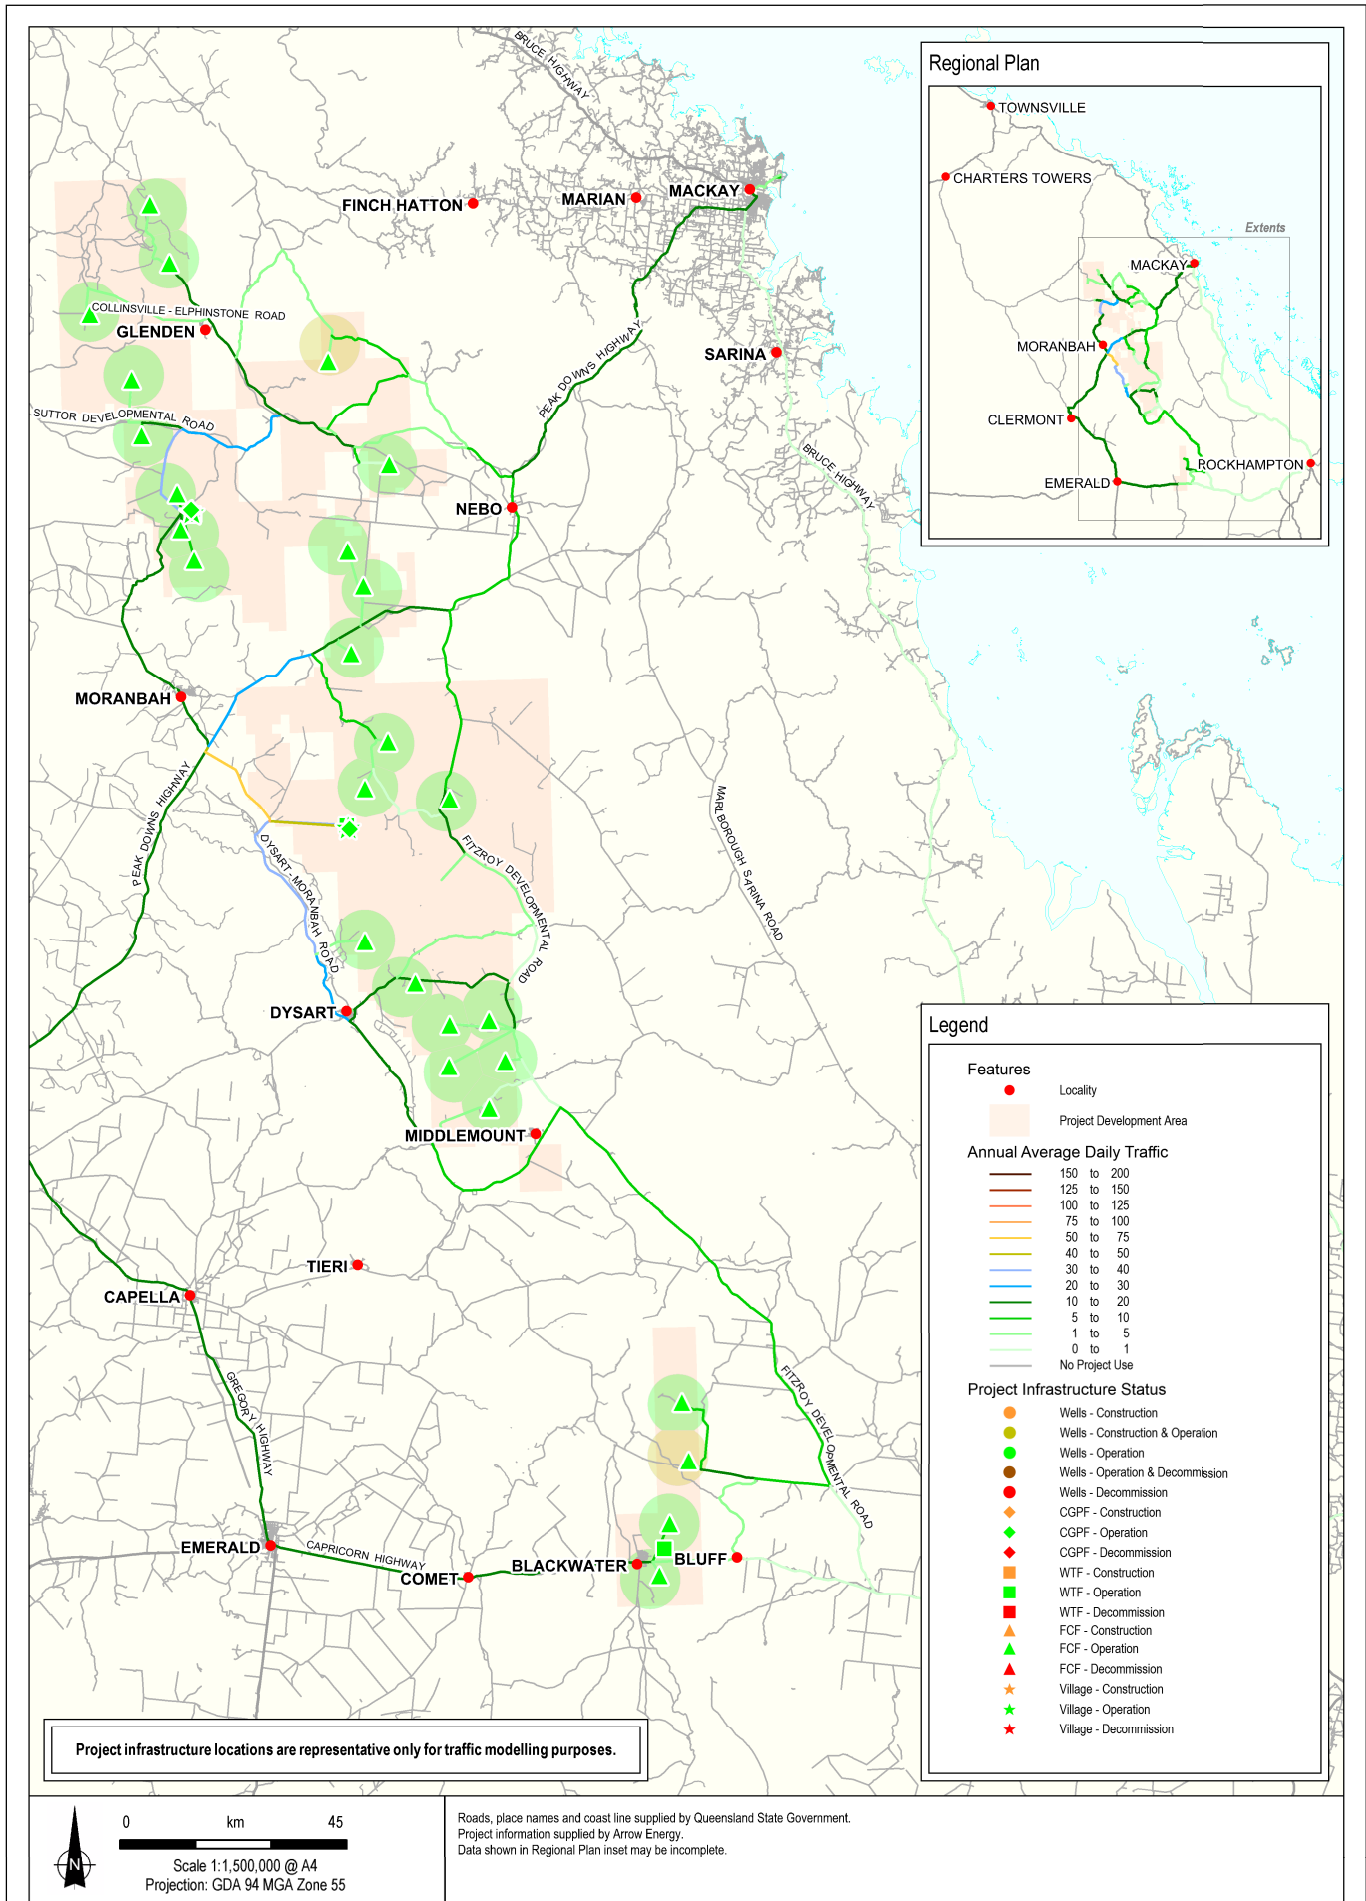 BRUCE HIGHWAY
FINCH HATTON
MARIAN
MACKAY
COLLINSVILLE - ELPHINSTONE ROAD
GLENDEN
PEAK DOWNS HIGHWAY
SARINA
SUTTOR DEVELOPMENTAL ROAD
BRUCE HIGHWAY
NEBO
MORANBAH
PEAK DOWNS HIGHWAY
DYSART - MORANBAH ROAD
FITZROY DEVELOPMENTAL ROAD
MARLBOROUGH SARINA ROAD
DYSART
MIDDLEMOUNT
TIERI
CAPELLA
GREGORY HIGHWAY
FITZROY DEVELOPMENTAL ROAD
EMERALD
CAPRICORN HIGHWAY
COMET
BLACKWATER
BLUFF
Regional Plan
TOWNSVILLE
CHARTERS TOWERS
Extents
MACKAY
MORANBAH
CLERMONT
ROCKHAMPTON
EMERALD
Legend
Features
Locality
Project Development Area
Annual Average Daily Traffic
150 to 200
125 to 150
100 to 125
75 to 100
50 to 75
40 to 50
30 to 40
20 to 30
10 to 20
5 to 10
1 to 5
0 to 1
No Project Use
Project Infrastructure Status
Wells - Construction
Wells - Construction & Operation
Wells - Operation
Wells - Operation & Decommission
Wells - Decommission
CGPF - Construction
CGPF - Operation
CGPF - Decommission
WTF - Construction
WTF - Operation
WTF - Decommission
FCF - Construction
FCF - Operation
FCF - Decommission
Village - Construction
Village - Operation
Village - Decommission
Project infrastructure locations are representative only for traffic modelling purposes.
N
0 km 45
Scale 1:1,500,000 @ A4
Projection: GDA 94 MGA Zone 55
Roads, place names and coast line supplied by Queensland State Government.
Project information supplied by Arrow Energy.
Data shown in Regional Plan inset may be incomplete.